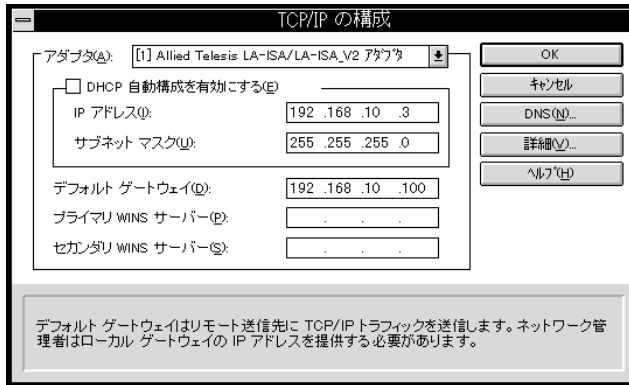 TCP/IP の構成
アダプタ(A): [1] Allied Telesis LA-ISA/LA-ISA_V2 ｱﾀﾞﾌﾟﾀ
DHCP 自動構成を有効にする(E)
IP アドレス(I): 192 .168 .10 .3
サブネット マスク(U): 255 .255 .255 .0
デフォルト ゲートウェイ(D): 192 .168 .10 .100
プライマリ WINS サーバー(P): . . .
セカンダリ WINS サーバー(S): . . .
OK
ｷｬﾝｾﾙ
DNS(N)...
詳細(V)...
ﾍﾙﾌﾟ(H)
デフォルト ゲートウェイはリモート送信先に TCP/IP トラフィックを送信します。ネットワーク管
理者はローカル ゲートウェイの IP アドレスを提供する必要があります。